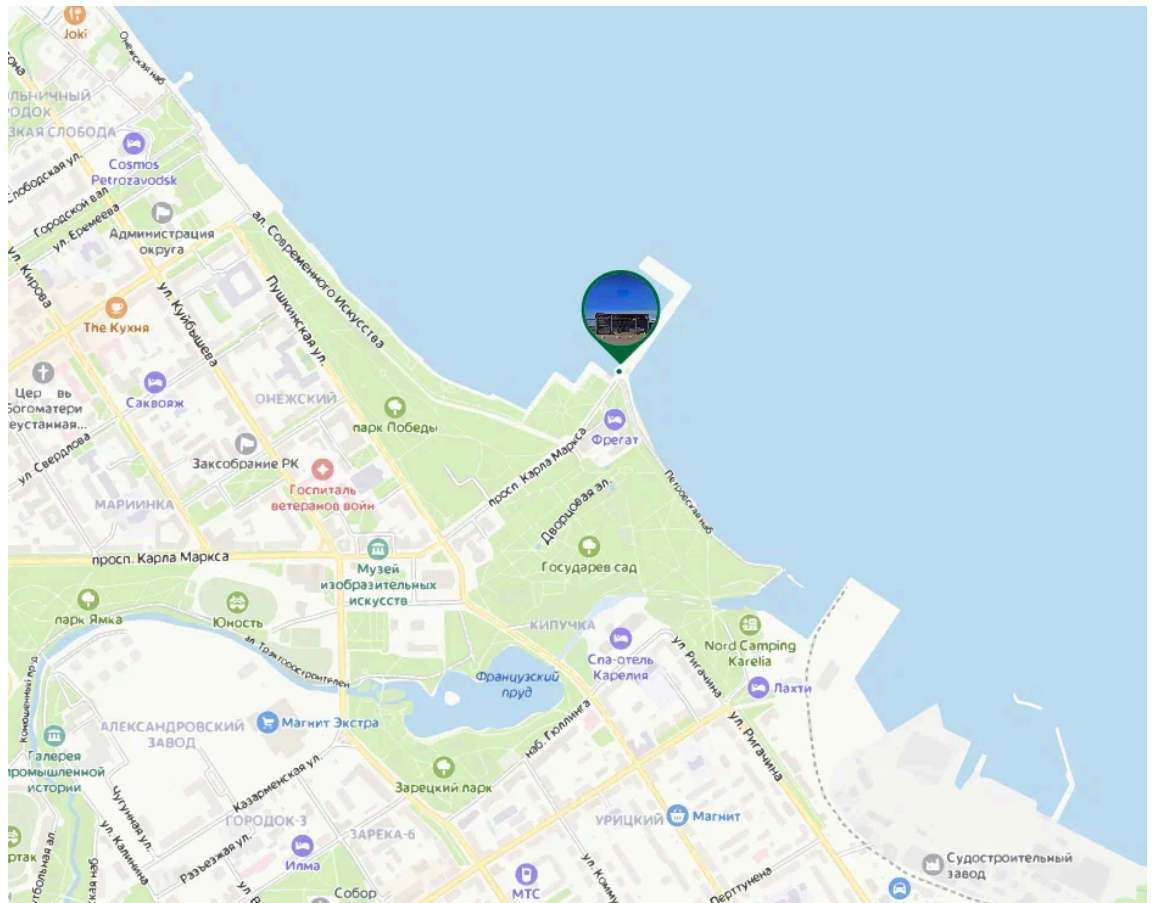 Joki
Онежская наб
Cosmos
Petrozavodsk
Слободская ул.
Городской вал
ул. Еремеева
Администрация
округа
ал. Современного Искусства
ул. Кирова
ул. Куйбышева
Пушкинская ул.
The Кухня
Саквояж
ОНЕЖСКИЙ
парк Победы
Фрегат
ул. Свердлова
Заксобрание РК
Госпиталь
ветеранов войн
МАРИИНКА
просп. Карла Маркса
Дворцовая ал.
Петровская наб
просп. Карла Маркса
Музей
изобразительных
искусств
Государев сад
парк Ямка
Юность
КИПУЧКА
Nord Camping
Karelia
Спа-отель
Карелия
ул. Ригачина
Французский
пруд
Лахти
АЛЕКСАНДРОВСКИЙ
ЗАВОД
Магнит Экстра
наб. Гюллинга
ул. Ригачина
Галерея
промышленной
истории
Зарецкий парк
Казарменская ул.
Чугунная ул.
ГОРОДОК-3
ЗАРЕКА-6
УРИЦКИЙ
Магнит
ул. Калинина
Разъезжая ул.
Илма
МТС
Судостроительный
завод
Собор